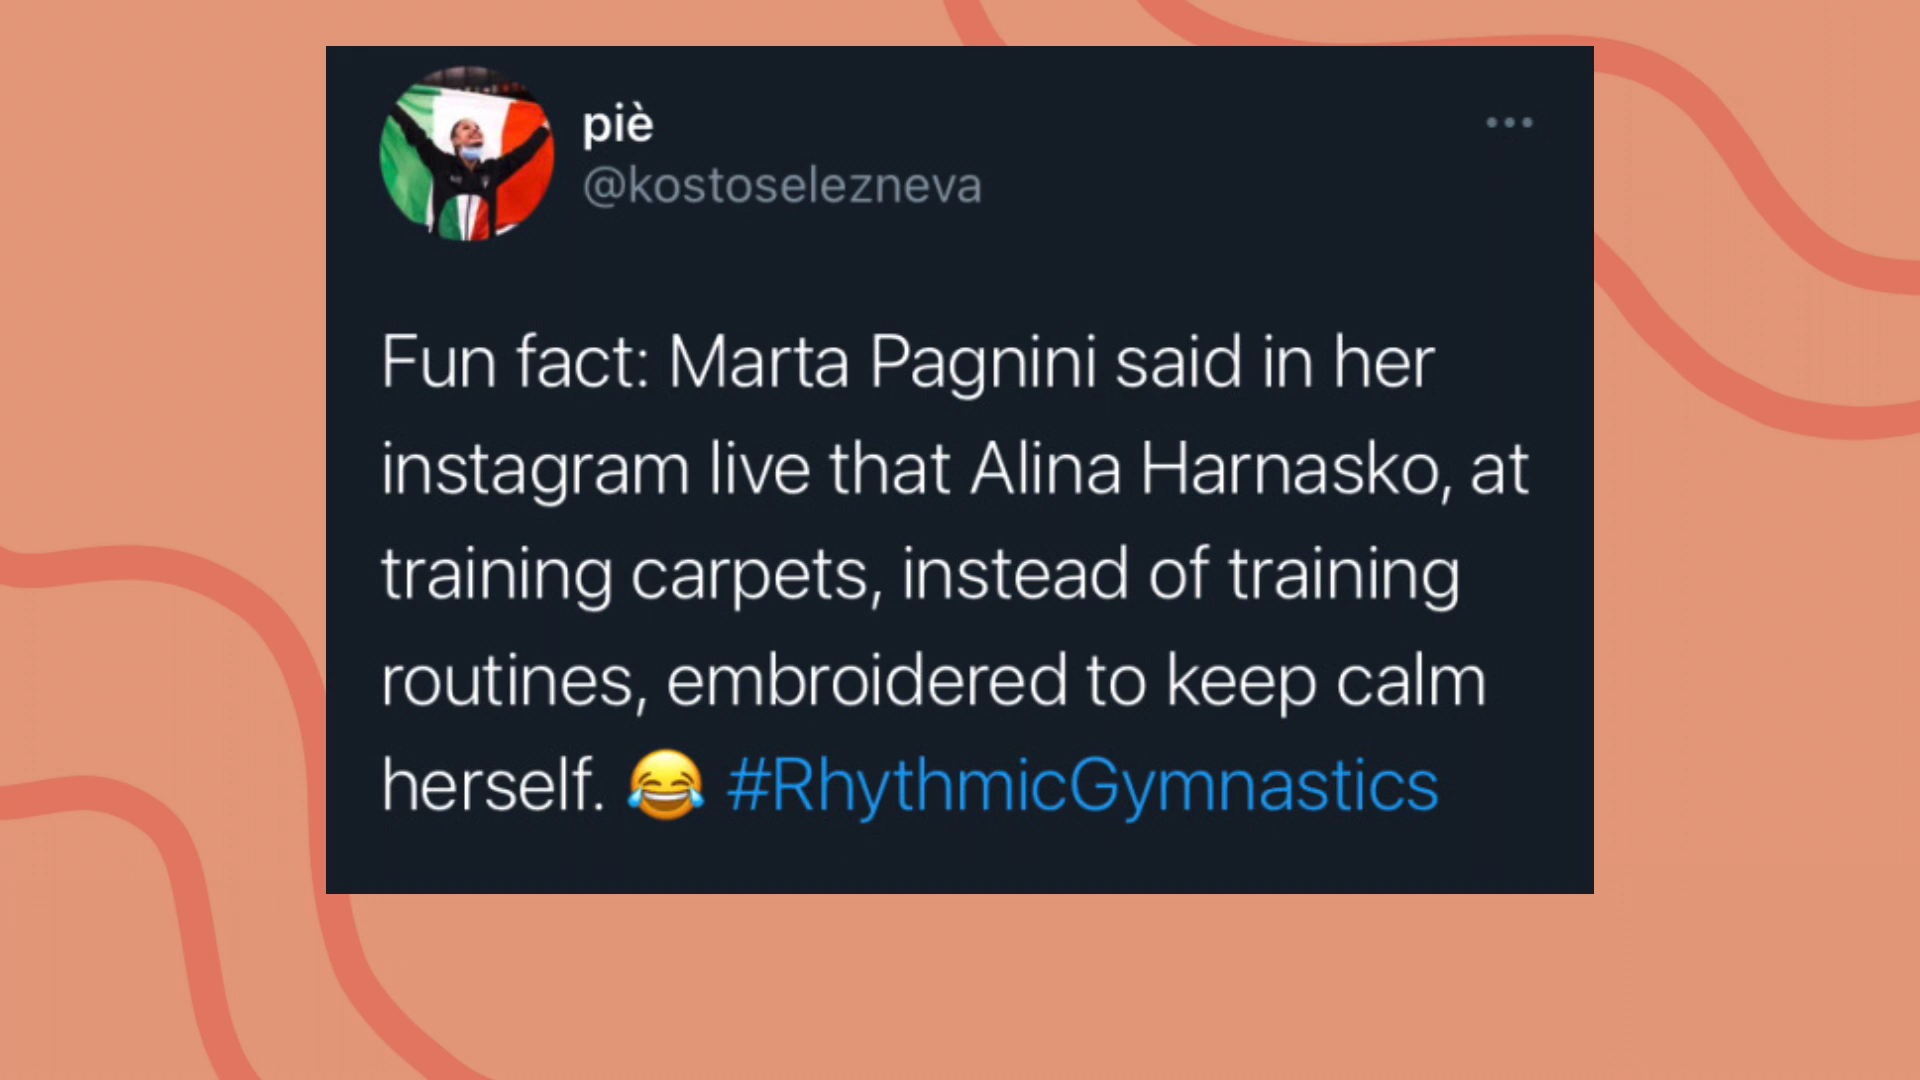 piè
@kostoselezneva
Fun fact: Marta Pagnini said in her
instagram live that Alina Harnasko, at
training carpets, instead of training
routines, embroidered to keep calm
herself. 😂 #RhythmicGymnastics